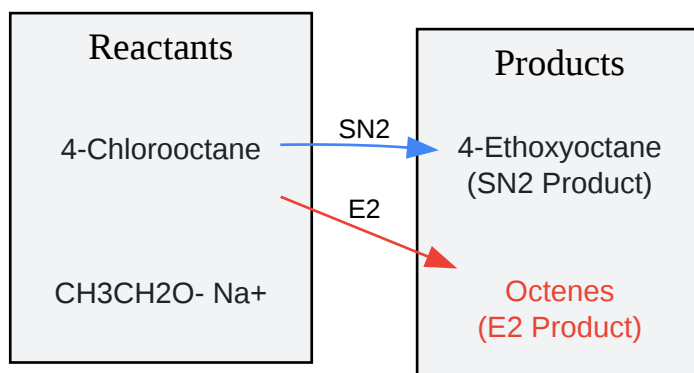 Reactants
4-Chlorooctane
CH3CH2O- Na+
SN2
E2
Products
4-Ethoxyoctane
(SN2 Product)
Octenes
(E2 Product)